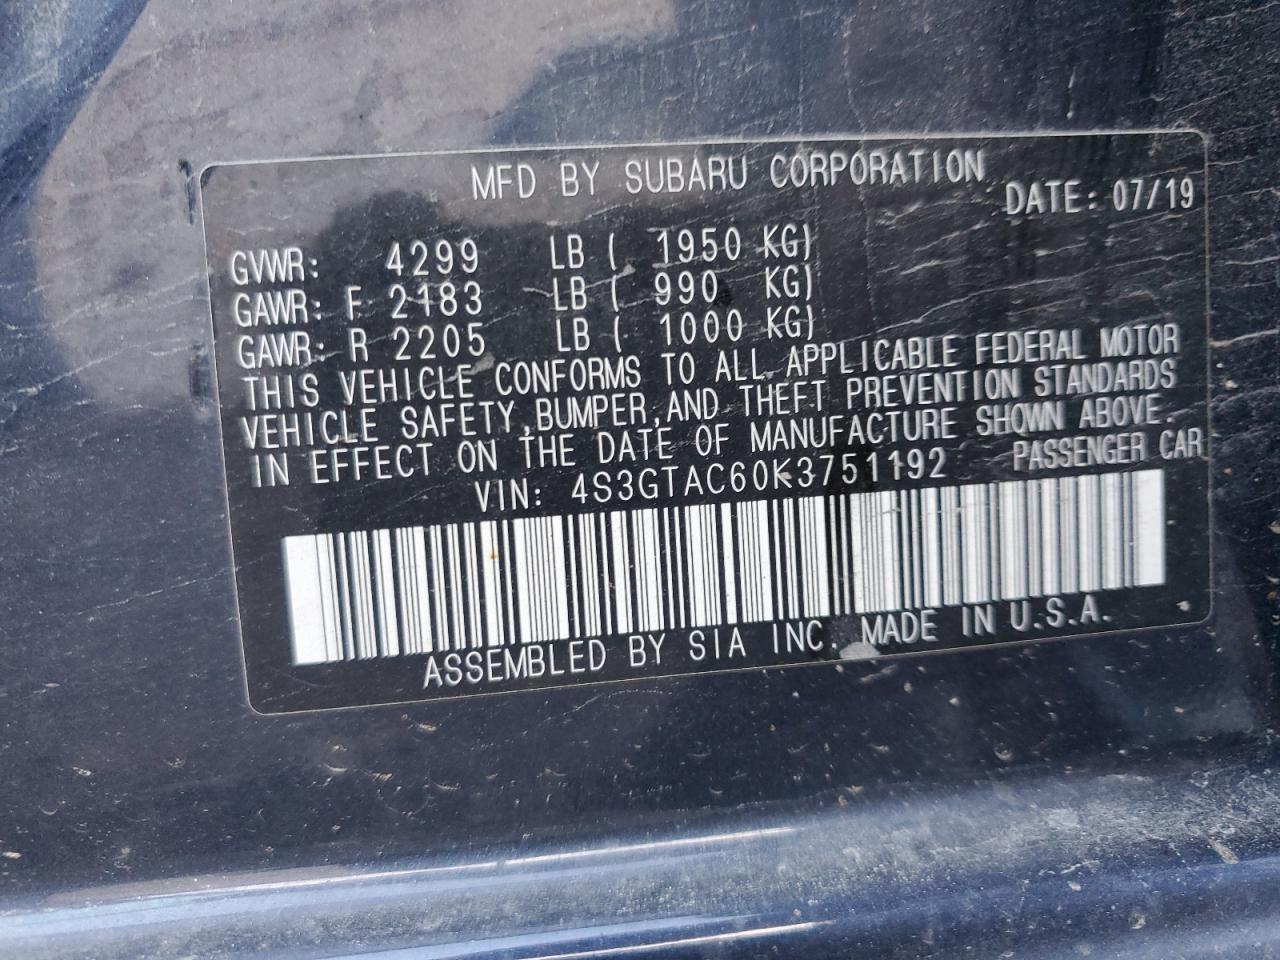 MFD BY SUBARU CORPORATION
DATE: 07/19
GVWR: 4299 LB ( 1950 KG)
GAWR: F 2183 LB ( 990 KG)
GAWR: R 2205 LB ( 1000 KG)
THIS VEHICLE CONFORMS TO ALL APPLICABLE FEDERAL MOTOR
VEHICLE SAFETY,BUMPER,AND THEFT PREVENTION STANDARDS
IN EFFECT ON THE DATE OF MANUFACTURE SHOWN ABOVE.
VIN: 4S3GTAC60K3751192 PASSENGER CAR
ASSEMBLED BY SIA INC. MADE IN U.S.A.